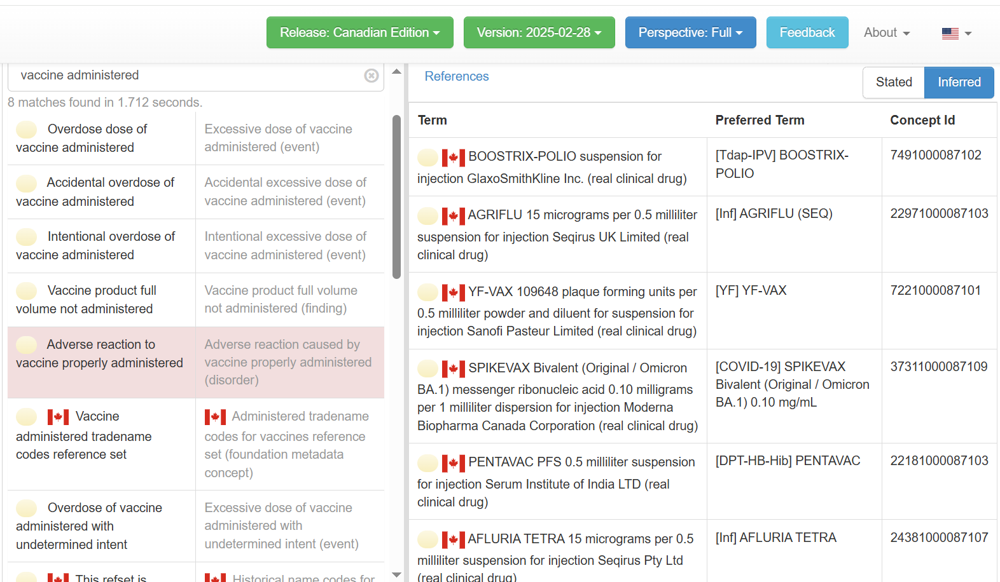 Release: Canadian Edition
Version: 2025-02-28
Perspective: Full
Feedback
About
vaccine administered
8 matches found in 1.712 seconds.
Overdose dose of
vaccine administered
Excessive dose of vaccine
administered (event)
Accidental overdose of
vaccine administered
Accidental excessive dose of
vaccine administered (event)
Intentional overdose of
vaccine administered
Intentional excessive dose of
vaccine administered (event)
Vaccine product full
volume not administered
Vaccine product full volume
not administered (finding)
Adverse reaction to
vaccine properly administered
Adverse reaction caused by
vaccine properly administered
(disorder)
Vaccine
administered tradename
codes reference set
Administered tradename
codes for vaccines reference
set (foundation metadata
concept)
Overdose of vaccine
administered with
undetermined intent
Excessive dose of vaccine
administered with
undetermined intent (event)
This refset is
Historical name codes for
References
Stated
Inferred
Term
Preferred Term
Concept Id
BOOSTRIX-POLIO suspension for
injection GlaxoSmithKline Inc. (real clinical drug)
[Tdap-IPV] BOOSTRIX-
POLIO
7491000087102
AGRIFLU 15 micrograms per 0.5 milliliter
suspension for injection Seqirus UK Limited (real
clinical drug)
[Inf] AGRIFLU (SEQ)
22971000087103
YF-VAX 109648 plaque forming units per
0.5 milliliter powder and diluent for suspension for
injection Sanofi Pasteur Limited (real clinical drug)
[YF] YF-VAX
7221000087101
SPIKEVAX Bivalent (Original / Omicron
BA.1) messenger ribonucleic acid 0.10 milligrams
per 1 milliliter dispersion for injection Moderna
Biopharma Canada Corporation (real clinical drug)
[COVID-19] SPIKEVAX
Bivalent (Original / Omicron
BA.1) 0.10 mg/mL
37311000087109
PENTAVAC PFS 0.5 milliliter suspension
for injection Serum Institute of India LTD (real
clinical drug)
[DPT-HB-Hib] PENTAVAC
22181000087103
AFLURIA TETRA 15 micrograms per 0.5
milliliter suspension for injection Seqirus Pty Ltd
(real clinical drug)
[Inf] AFLURIA TETRA
24381000087107